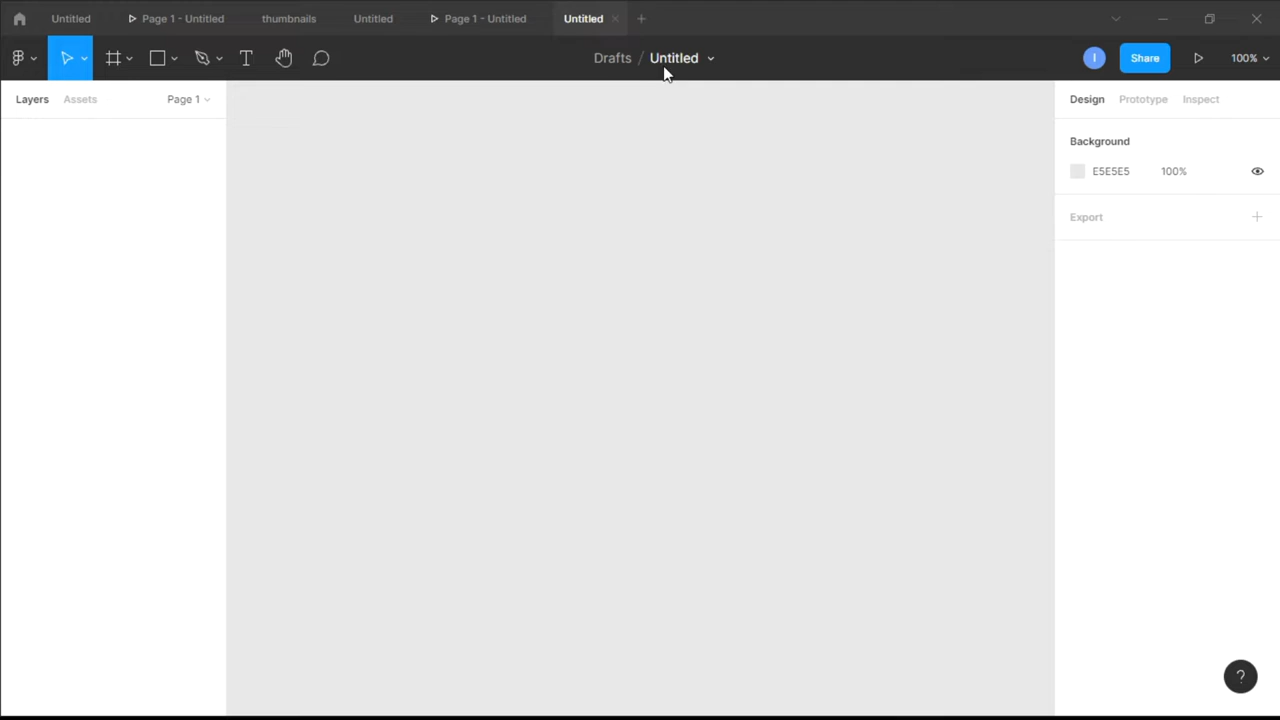 Untitled Page 1 - Untitled thumbnails Untitled Page 1 - Untitled Untitled
T Drafts / Untitled I Share 100%
Layers Assets Page 1 Design Prototype Inspect
Background
E5E5E5 100%
Export
?